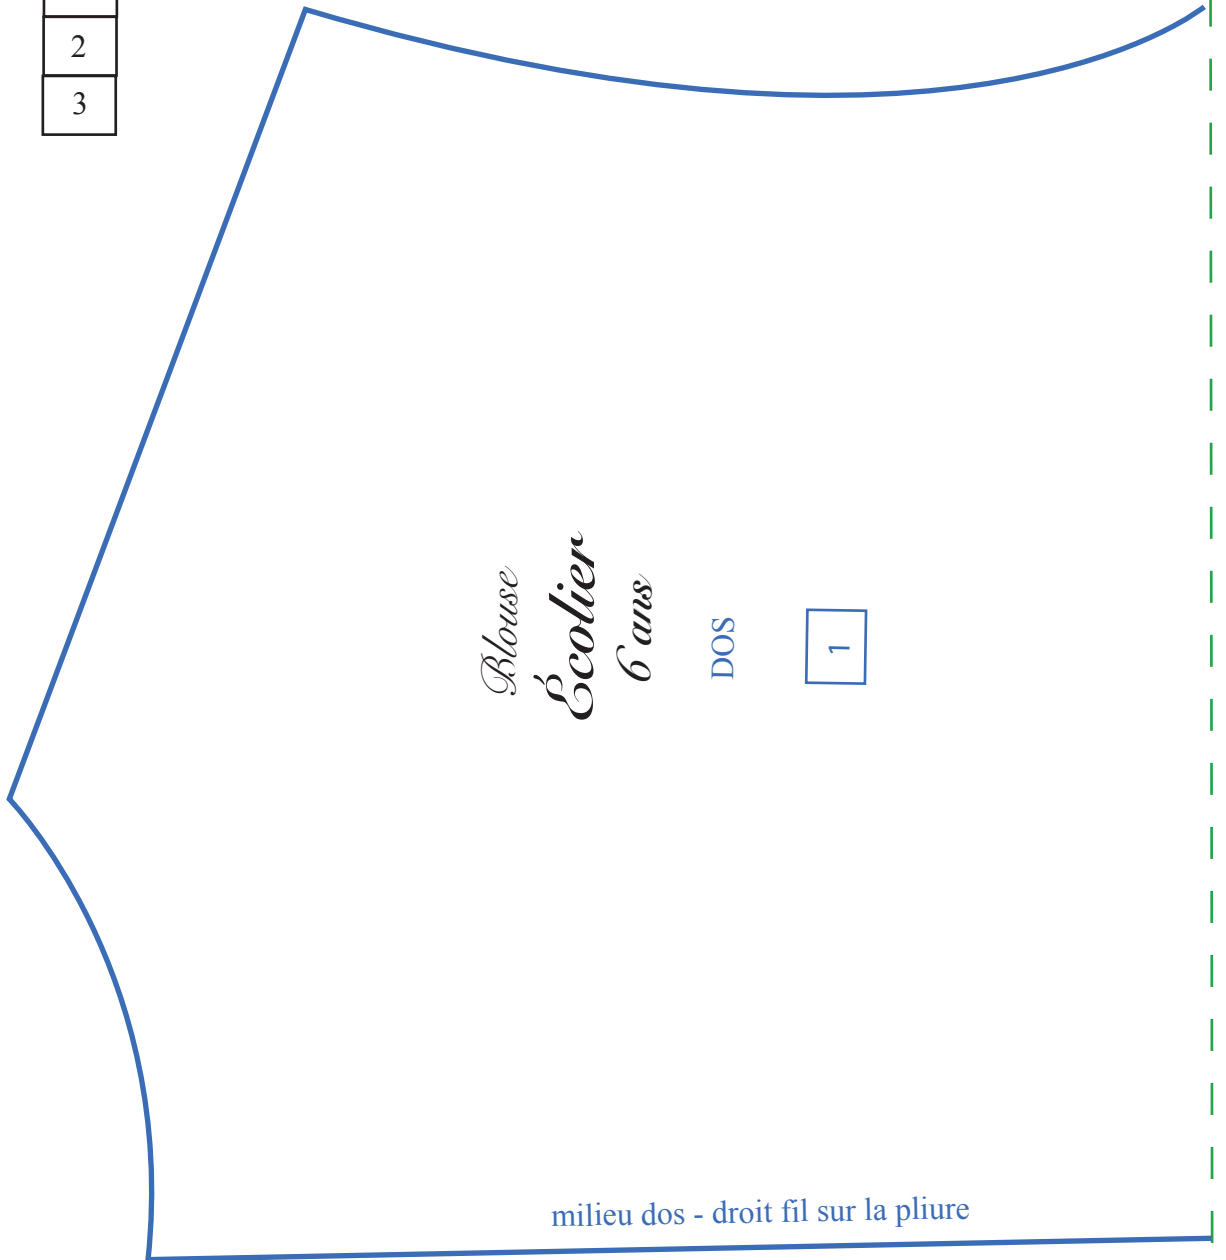 2
3
Blouse
Écolier
6 ans
DOS
1
milieu dos - droit fil sur la pliure